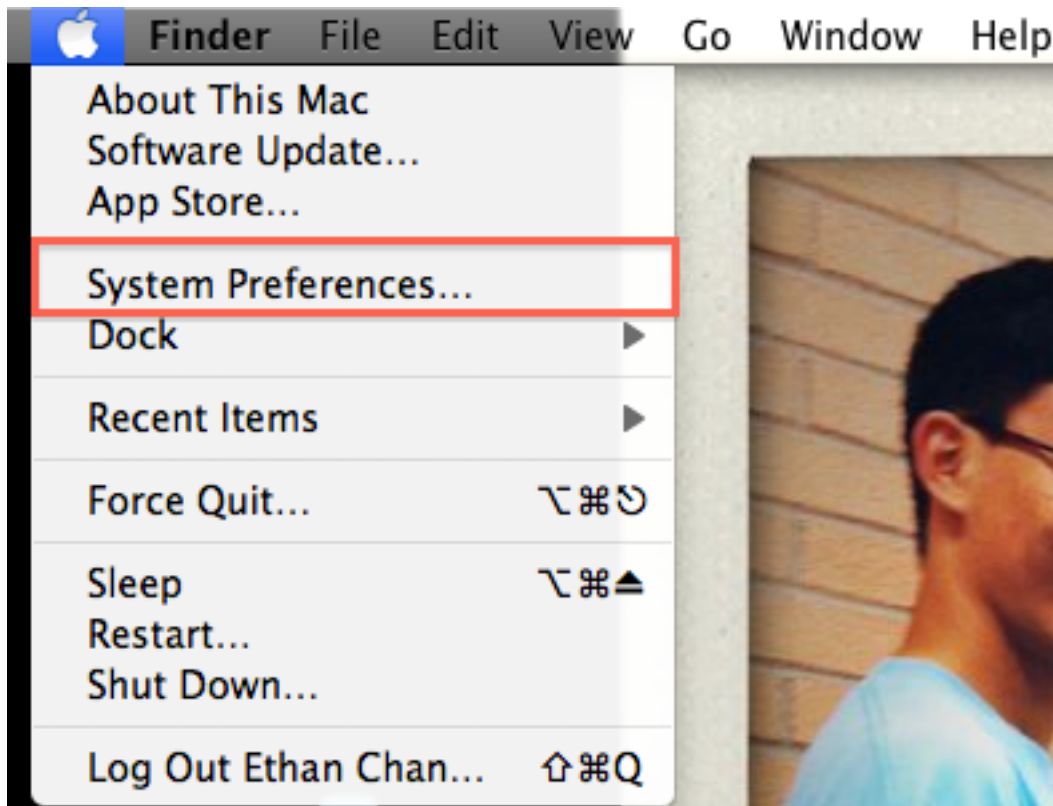 Finder File Edit View Go Window Help
About This Mac
Software Update...
App Store...
System Preferences...
Dock
Recent Items
Force Quit... ⌥⌘⎋
Sleep ⌥⌘⏏
Restart...
Shut Down...
Log Out Ethan Chan... ⇧⌘Q